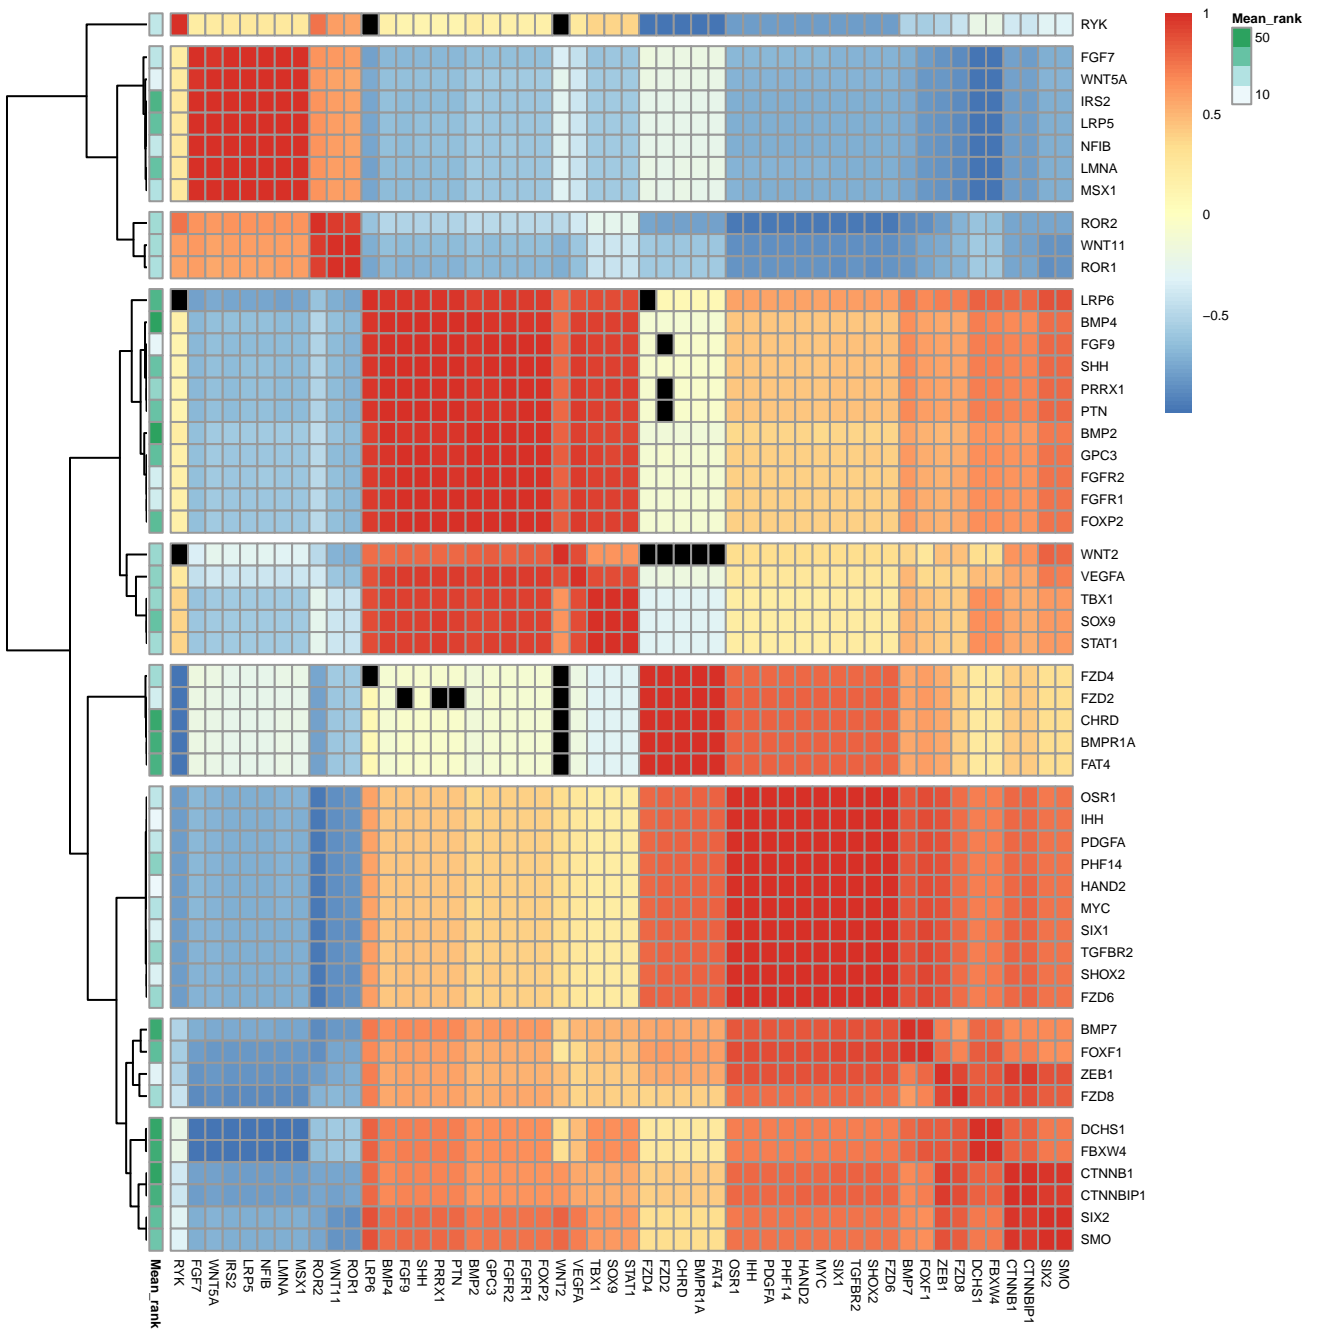 1
0.5
0
−0.5
Mean_rank
50
10
RYK
FGF7
WNT5A
IRS2
LRP5
NFIB
LMNA
MSX1
ROR2
WNT11
ROR1
LRP6
BMP4
FGF9
SHH
PRRX1
PTN
BMP2
GPC3
FGFR2
FGFR1
FOXP2
WNT2
VEGFA
TBX1
SOX9
STAT1
FZD4
FZD2
CHRD
BMPR1A
FAT4
OSR1
IHH
PDGFA
PHF14
HAND2
MYC
SIX1
TGFBR2
SHOX2
FZD6
BMP7
FOXF1
ZEB1
FZD8
DCHS1
FBXW4
CTNNB1
CTNNBIP1
SIX2
SMO
Mean_rank
RYK
FGF7
WNT5A
IRS2
LRP5
NFIB
LMNA
MSX1
ROR2
WNT11
ROR1
LRP6
BMP4
FGF9
SHH
PRRX1
PTN
BMP2
GPC3
FGFR2
FGFR1
FOXP2
WNT2
VEGFA
TBX1
SOX9
STAT1
FZD4
FZD2
CHRD
BMPR1A
FAT4
OSR1
IHH
PDGFA
PHF14
HAND2
MYC
SIX1
TGFBR2
SHOX2
FZD6
BMP7
FOXF1
ZEB1
FZD8
DCHS1
FBXW4
CTNNB1
CTNNBIP1
SIX2
SMO